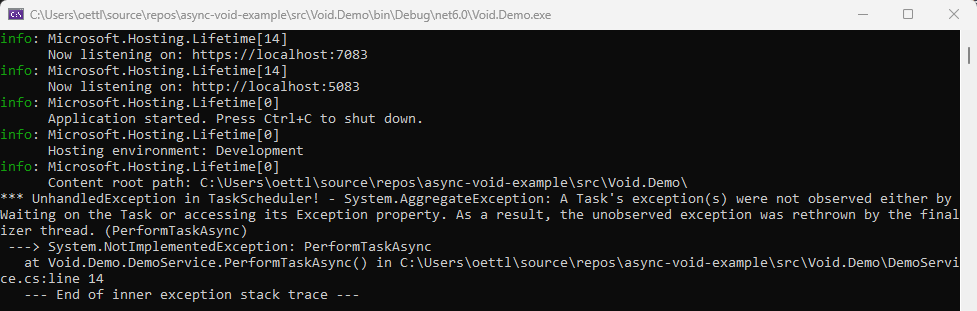 C:\Users\oettl\source\repos\async-void-example\src\Void.Demo\bin\Debug\net6.0\Void.Demo.exe
info: Microsoft.Hosting.Lifetime[14]
      Now listening on: https://localhost:7083
info: Microsoft.Hosting.Lifetime[14]
      Now listening on: http://localhost:5083
info: Microsoft.Hosting.Lifetime[0]
      Application started. Press Ctrl+C to shut down.
info: Microsoft.Hosting.Lifetime[0]
      Hosting environment: Development
info: Microsoft.Hosting.Lifetime[0]
      Content root path: C:\Users\oettl\source\repos\async-void-example\src\Void.Demo\
*** UnhandledException in TaskScheduler! - System.AggregateException: A Task's exception(s) were not observed either by
Waiting on the Task or accessing its Exception property. As a result, the unobserved exception was rethrown by the final
izer thread. (PerformTaskAsync)
 ---> System.NotImplementedException: PerformTaskAsync
   at Void.Demo.DemoService.PerformTaskAsync() in C:\Users\oettl\source\repos\async-void-example\src\Void.Demo\DemoServi
ce.cs:line 14
   --- End of inner exception stack trace ---